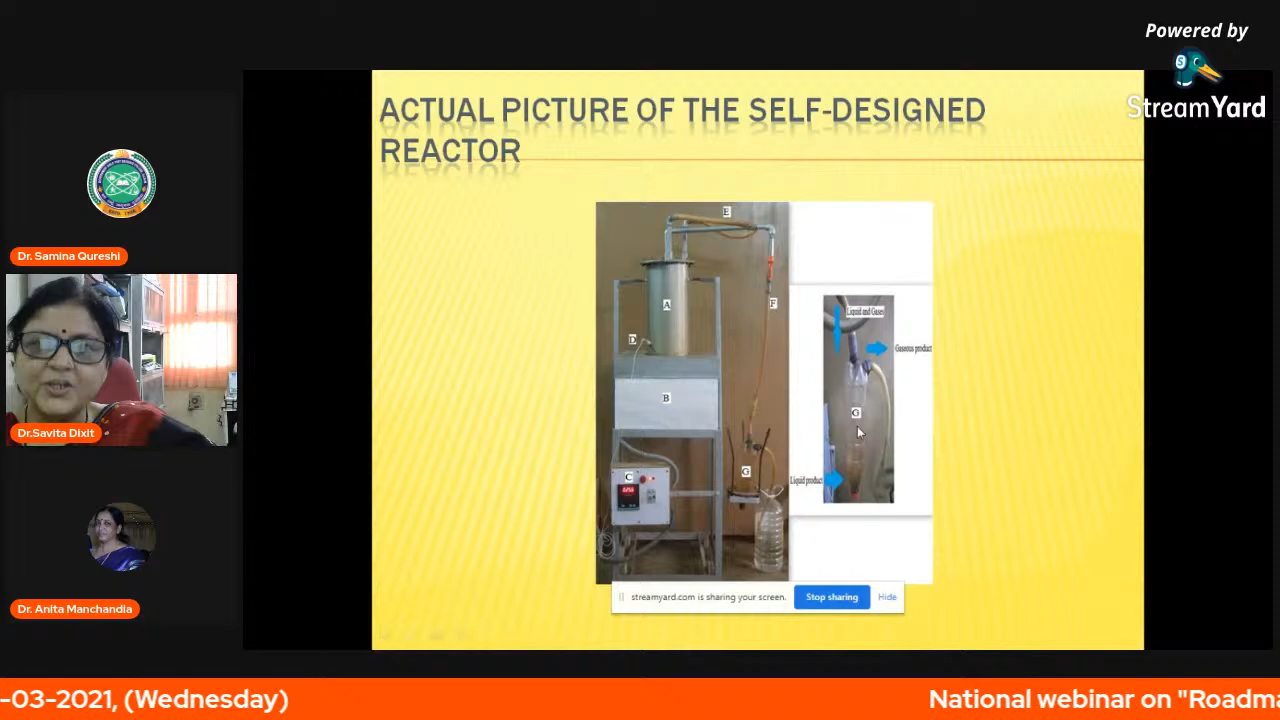 Powered by
StreamYard
ACTUAL PICTURE OF THE SELF-DESIGNED
REACTOR
Dr. Samina Qureshi
Dr.Savita Dixit
Dr. Anita Manchandia
E
A
F
D
B
C
G
Liquid and Gases
Gaseous product
G
Liquid product
streamyard.com is sharing your screen.
Stop sharing
Hide
-03-2021, (Wednesday)
National webinar on "Roadma